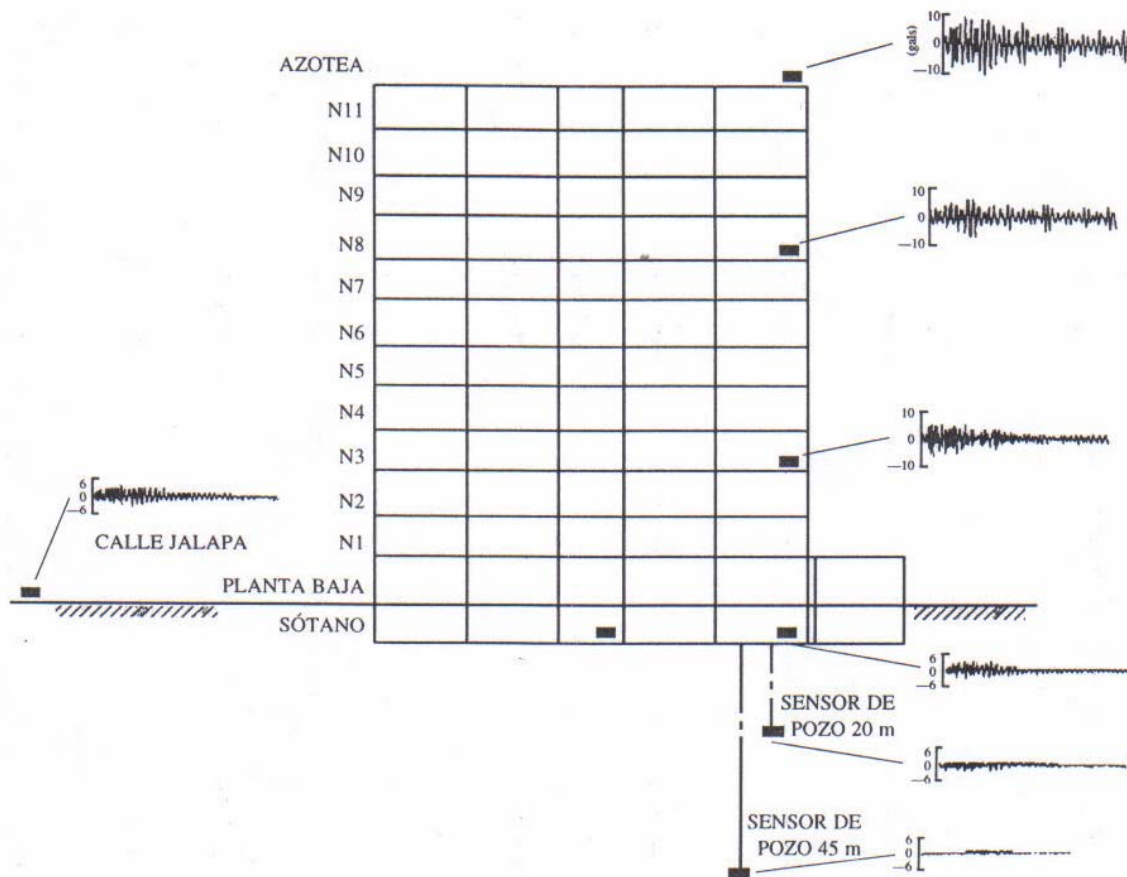 10
0
—10
(gals)
AZOTEA
N11
N10
N9
10
0
—10
N8
N7
N6
N5
N4
10
0
—10
N3
6
0
—6
N2
CALLE JALAPA
N1
PLANTA BAJA
SÓTANO
6
0
—6
SENSOR DE
POZO 20 m
6
0
—6
SENSOR DE
POZO 45 m
6
0
—6